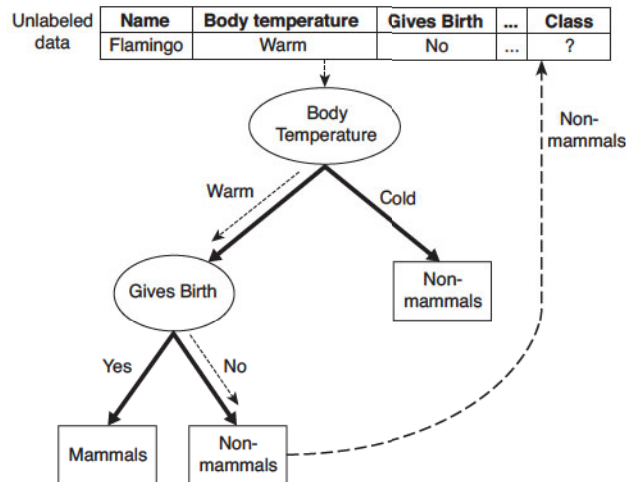 Unlabeled
data
Name Body temperature Gives Birth ... Class
Flamingo Warm No ... ?
Body
Temperature
Non-
mammals
Warm
Cold
Gives Birth
Non-
mammals
Yes
No
Mammals
Non-
mammals